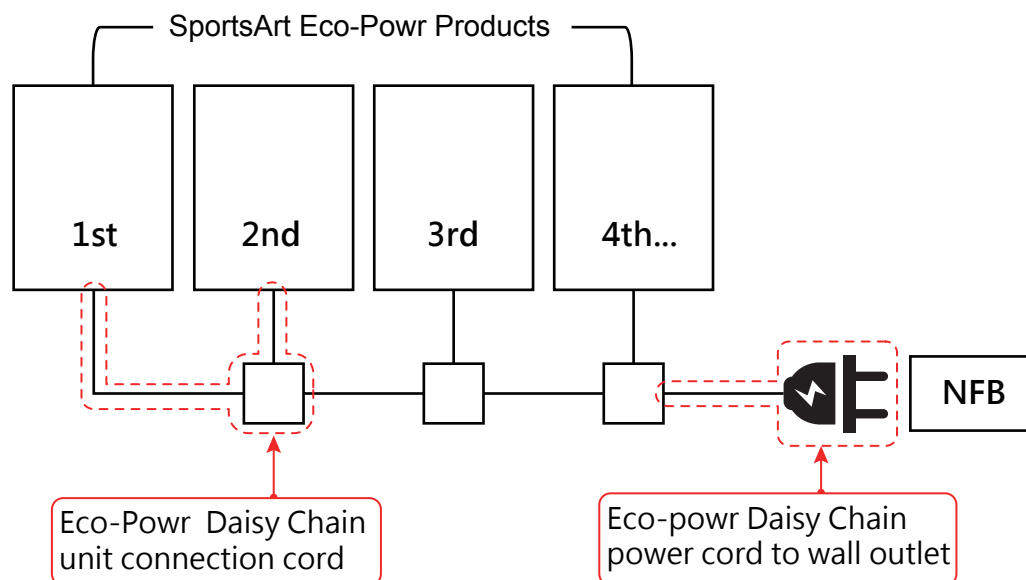 SportsArt Eco-Powr Products
1st
2nd
3rd
4th...
NFB
Eco-Powr Daisy Chain
unit connection cord
Eco-powr Daisy Chain
power cord to wall outlet